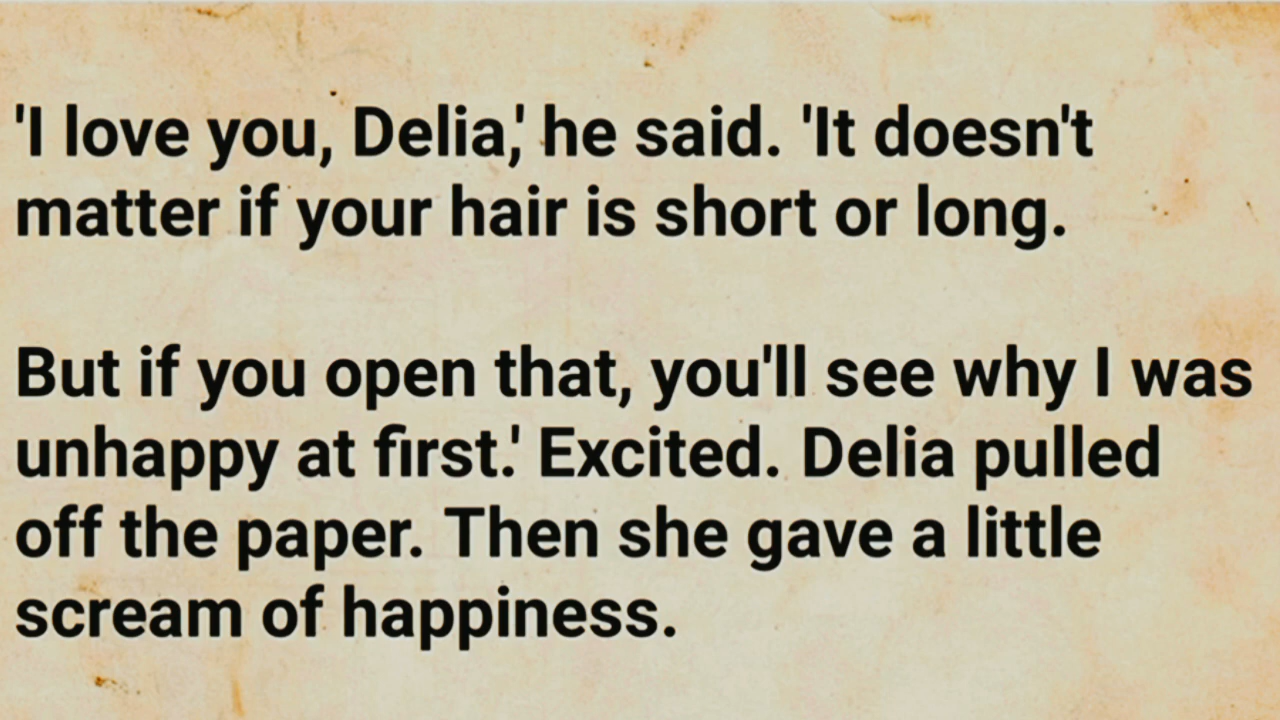 'I love you, Delia,' he said. 'It doesn't
matter if your hair is short or long.
But if you open that, you'll see why I was
unhappy at first.' Excited. Delia pulled
off the paper. Then she gave a little
scream of happiness.